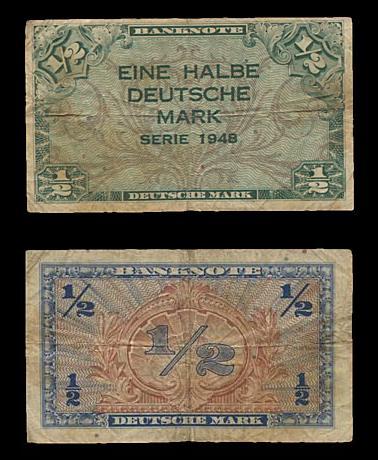 BANKNOTE
1/2 1/2
EINE HALBE
DEUTSCHE
MARK
SERIE 1948
1/2 1/2
DEUTSCHE MARK
BANKNOTE
1/2 1/2
1/2
1/2 1/2
DEUTSCHE MARK